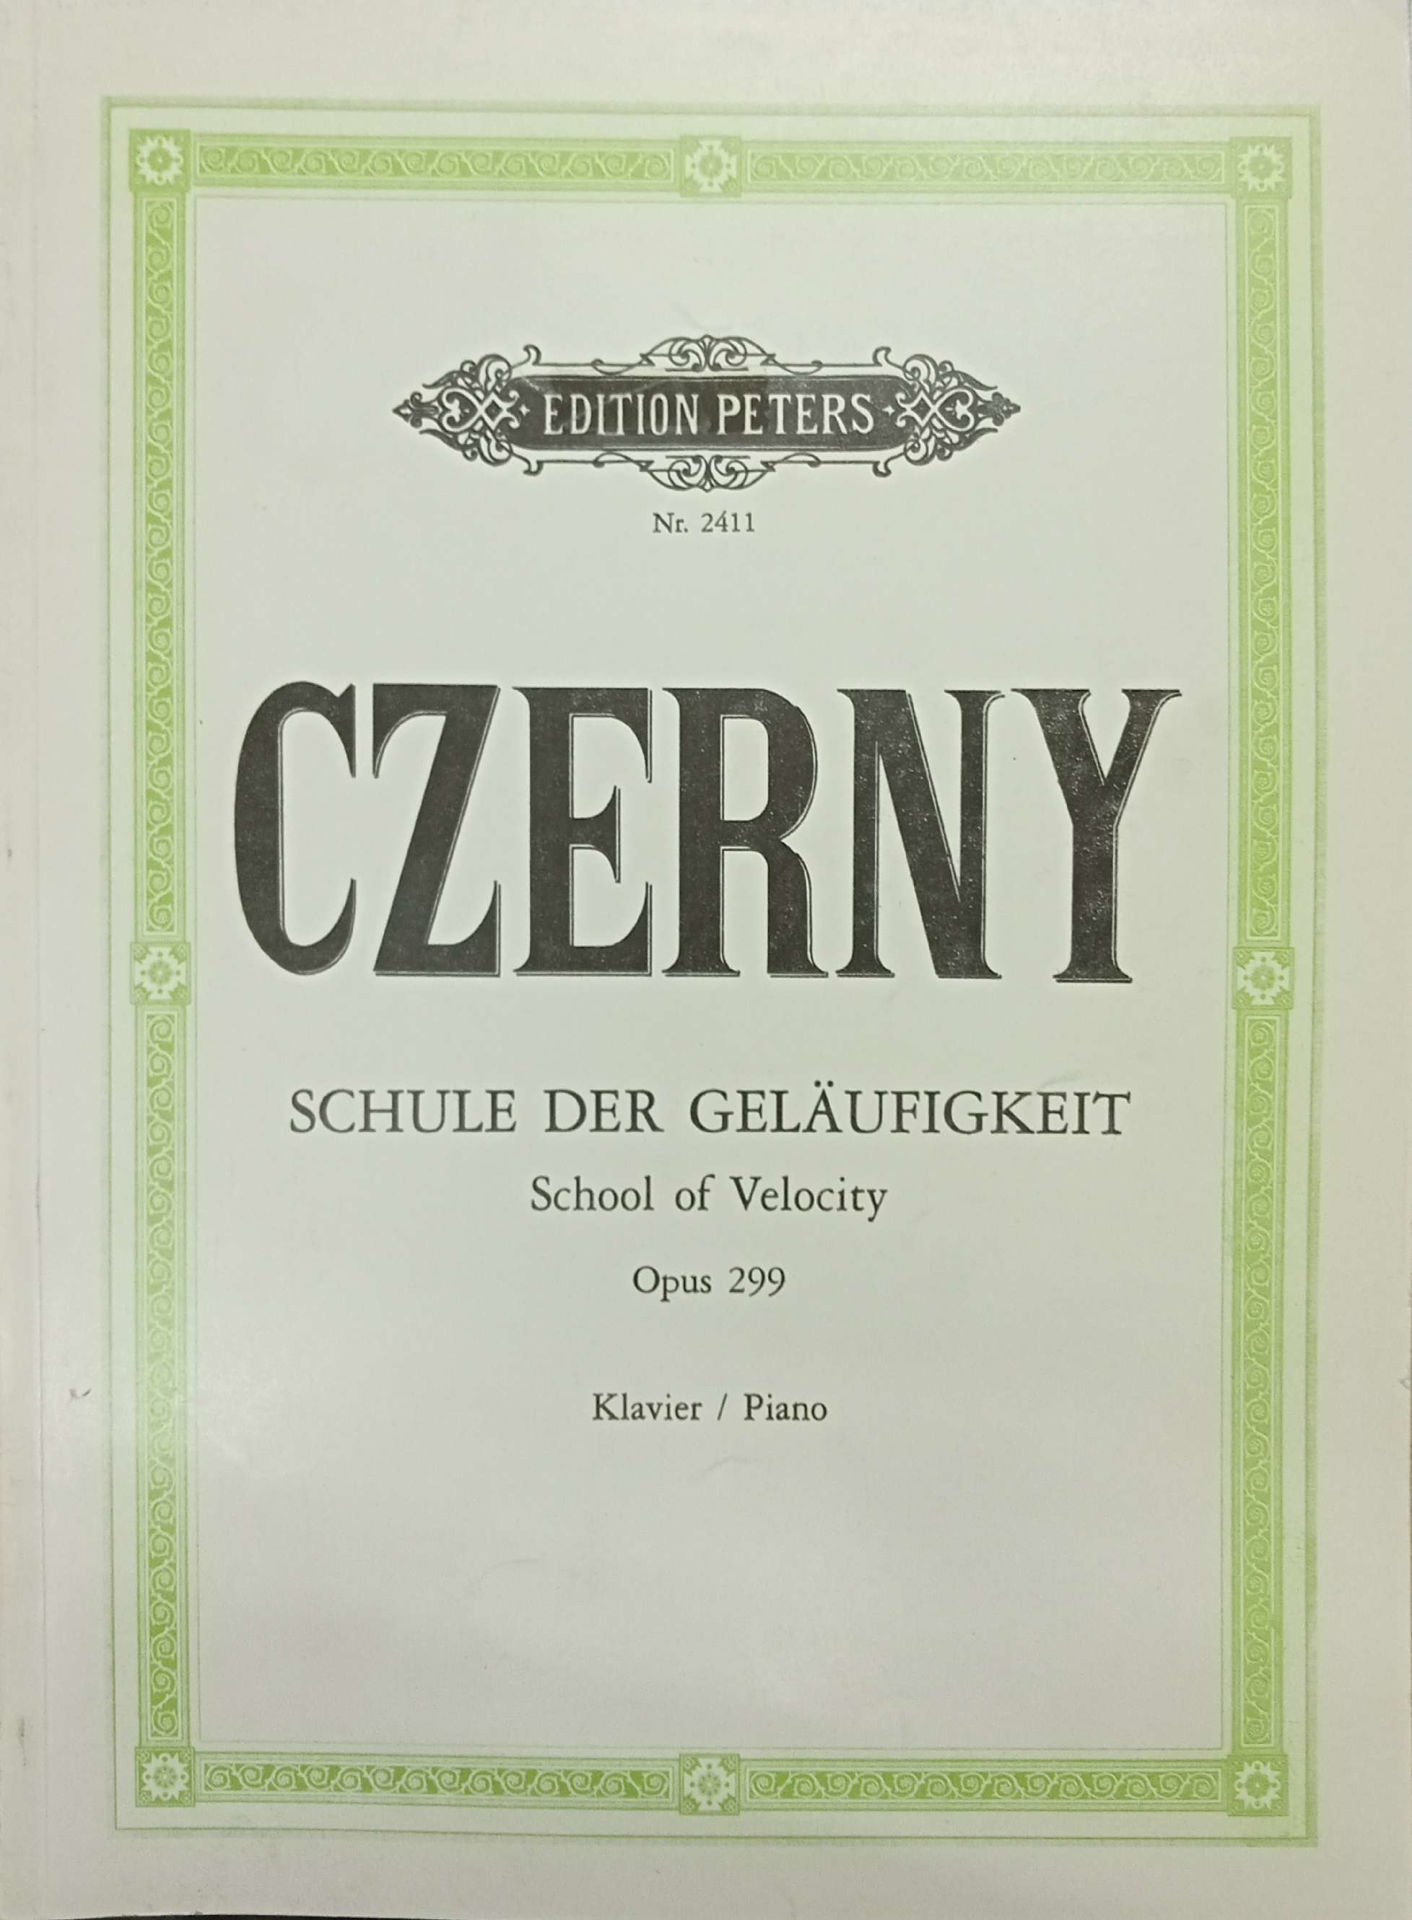 EDITION PETERS
Nr. 2411
CZERNY
SCHULE DER GELÄUFIGKEIT
School of Velocity
Opus 299
Klavier / Piano